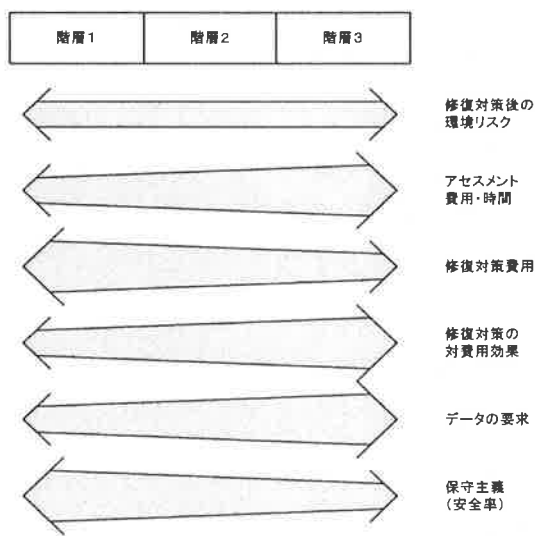 階層1 階層2 階層3
修復対策後の
環境リスク
アセスメント
費用・時間
修復対策費用
修復対策の
対費用効果
データの要求
保守主義
(安全率)